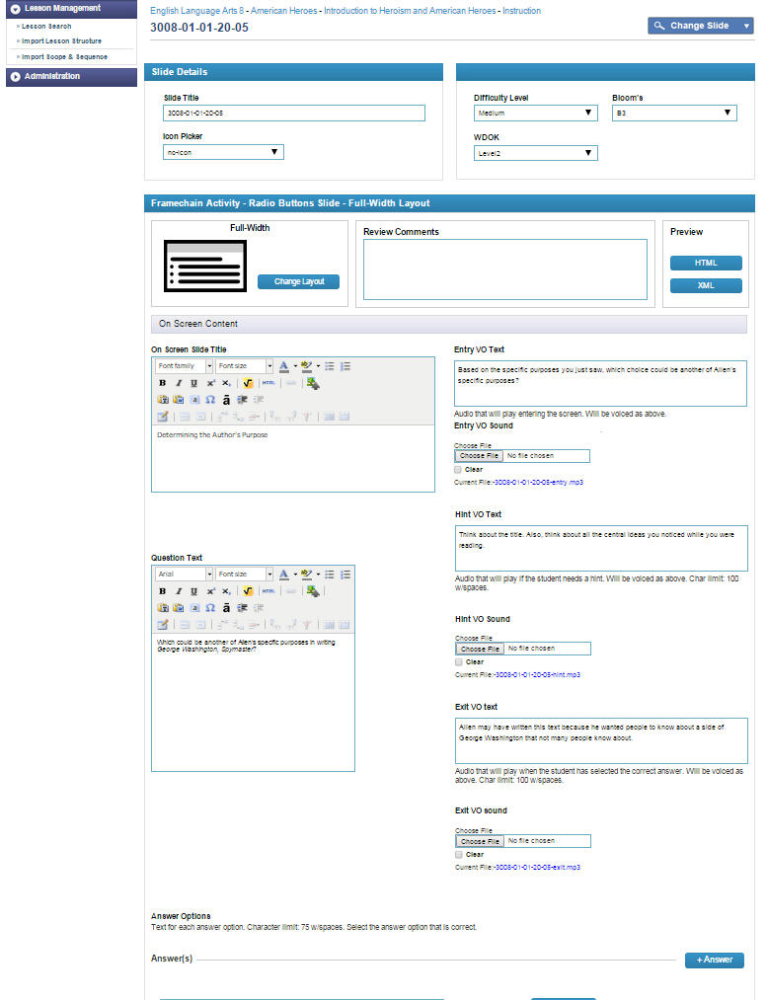 Lesson Management
» Lesson Search
» Import Lesson Structure
» Import Scope & Sequence
Administration
English Language Arts 8 - American Heroes - Introduction to Heroism and American Heroes - Instruction
3008-01-01-20-05
Change Slide
Slide Details
Slide Title
3008-01-01-20-05
Icon Picker
no-icon
Difficulty Level
Bloom's
Medium
B3
WDOK
Level2
Framechain Activity - Radio Buttons Slide - Full-Width Layout
Full-Width
Change Layout
Review Comments
Preview
HTML
XML
On Screen Content
On Screen Slide Title
Font family
Font size
B I U x² x₂ HTML
Determining the Author's Purpose
Entry VO Text
Based on the specific purposes you just saw, which choice could be another of Allen's
specific purposes?
Audio that will play entering the screen. Will be voiced as above.
Entry VO Sound
Choose File
Choose File No file chosen
Clear
Current File:-3008-01-01-20-05-entry.mp3
Hint VO Text
Think about the title. Also, think about all the central ideas you noticed while you were
reading.
Audio that will play if the student needs a hint. Will be voiced as above. Char limit: 100
w/spaces.
Question Text
Arial
Font size
B I U x² x₂ HTML
Which could be another of Allen's specific purposes in writing
George Washington, Spymaster?
Hint VO Sound
Choose File
Choose File No file chosen
Clear
Current File:-3008-01-01-20-05-hint.mp3
Exit VO text
Allen may have written this text because he wanted people to know about a side of
George Washington that not many people know about.
Audio that will play when the student has selected the correct answer. Will be voiced as
above. Char limit: 100 w/spaces.
Exit VO sound
Choose File
Choose File No file chosen
Clear
Current File:-3008-01-01-20-05-exit.mp3
Answer Options
Text for each answer option. Character limit: 75 w/spaces. Select the answer option that is correct.
Answer(s)
+ Answer